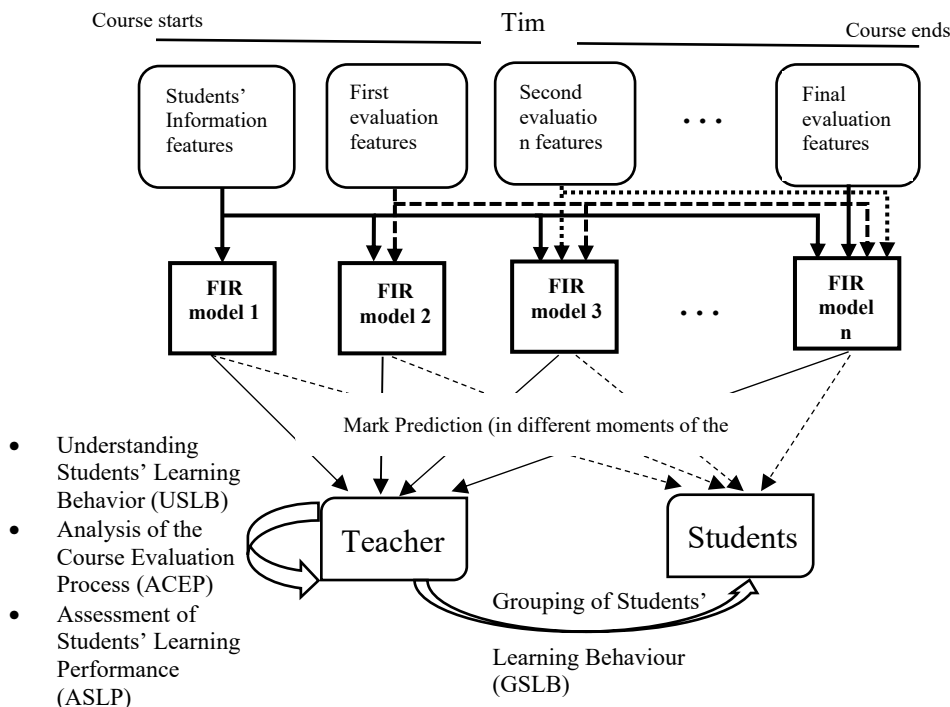 Course starts
Tim
Course ends
Students'
Information
features
First
evaluation
features
Second
evaluatio
n features
...
Final
evaluation
features
FIR
model 1
FIR
model 2
FIR
model 3
...
FIR
model
n
Mark Prediction (in different moments of the
• Understanding
Students' Learning
Behavior (USLB)
• Analysis of the
Course Evaluation
Process (ACEP)
• Assessment of
Students' Learning
Performance
(ASLP)
Teacher
Students
Grouping of Students'
Learning Behaviour
(GSLB)